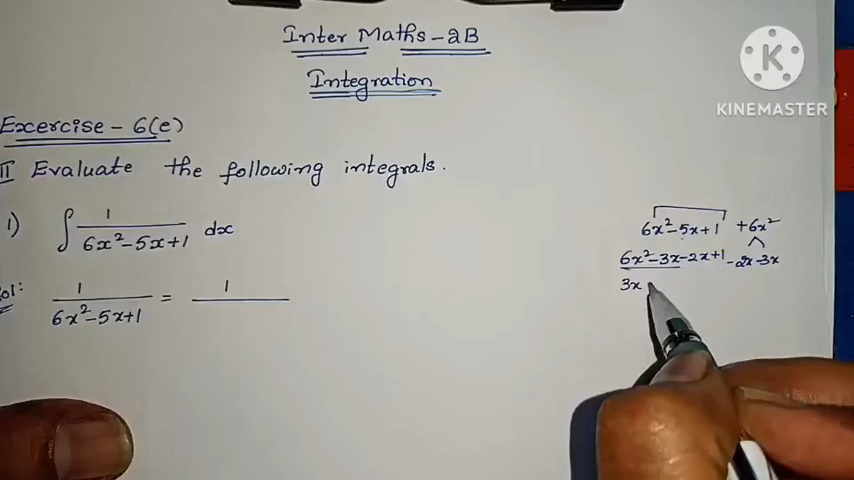 Inter Maths-2B
Integration
K
KINEMASTER
Excercise-6(e)
II Evaluate the following integrals.
1) ∫ 1/(6x²-5x+1) dx
Sol: 1/(6x²-5x+1) = 1/
6x²-5x+1 +6x²
6x²-3x-2x+1 -2x -3x
3x